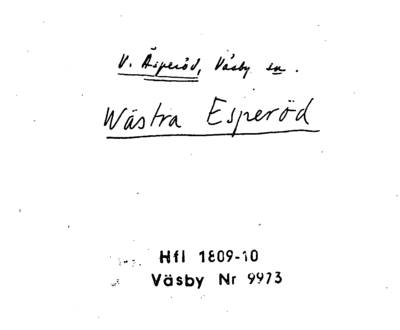 V. Äsperöd, Väsby sn.
Wästra Esperöd
Hfl 1809-10
Väsby Nr 9973